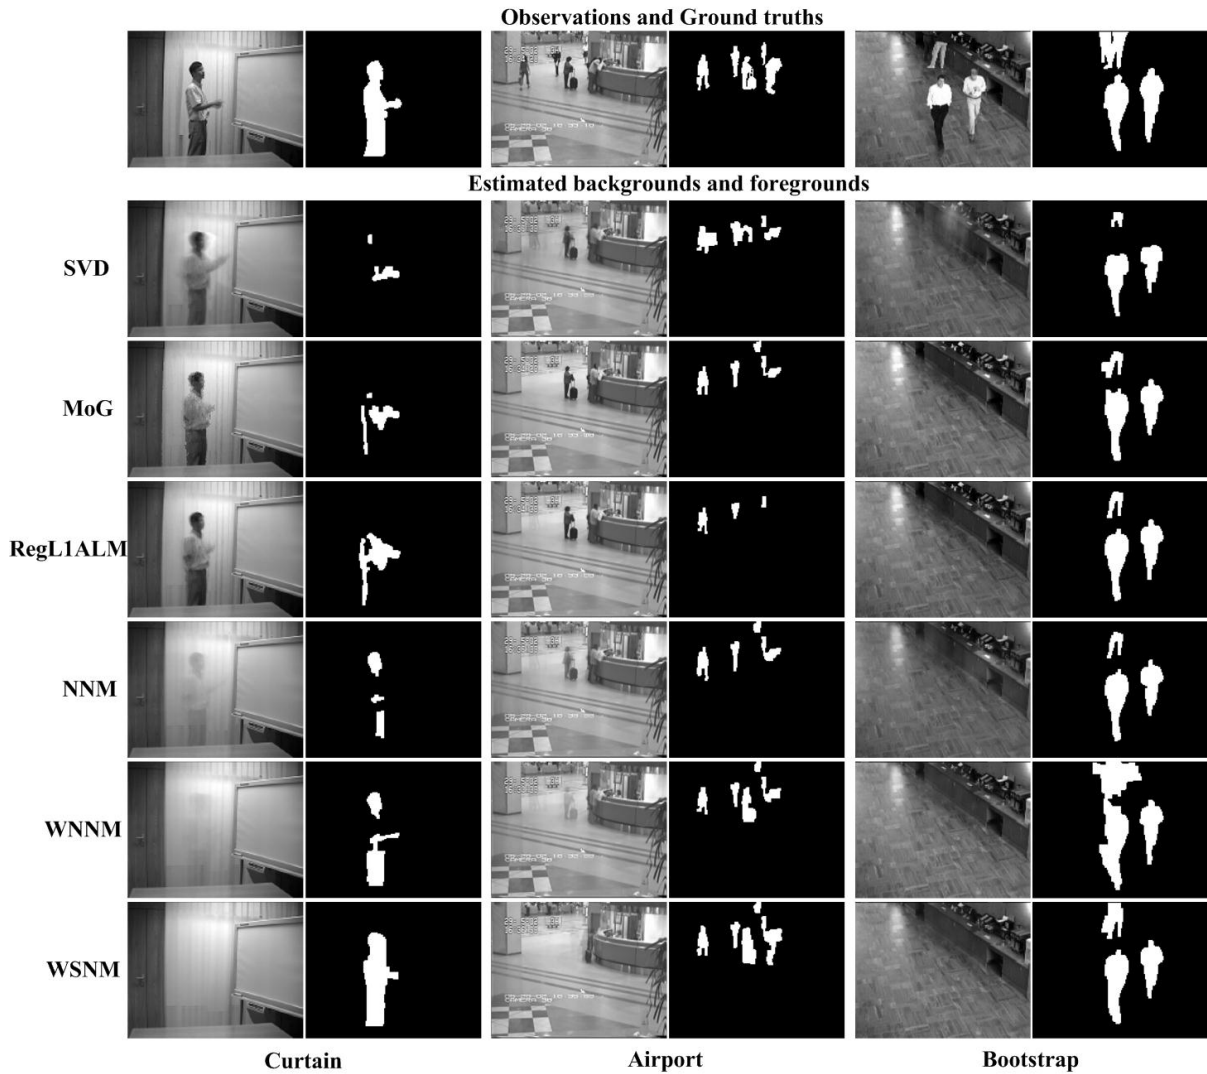 Observations and Ground truths
Estimated backgrounds and foregrounds
SVD
MoG
RegL1ALM
NNM
WNNM
WSNM
Curtain Airport Bootstrap